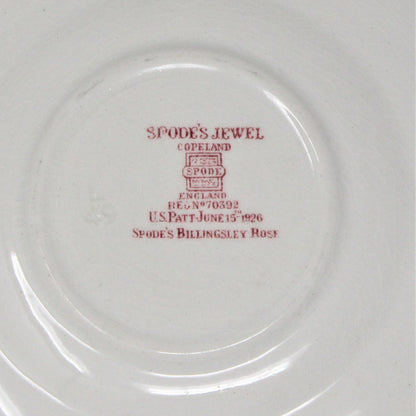 SPODE'S JEWEL
COPELAND
SPODE
ENGLAND
REG. Nº 70392
U.S. PATT-JUNE 15TH 1926
SPODE'S BILLINGSLEY ROSE